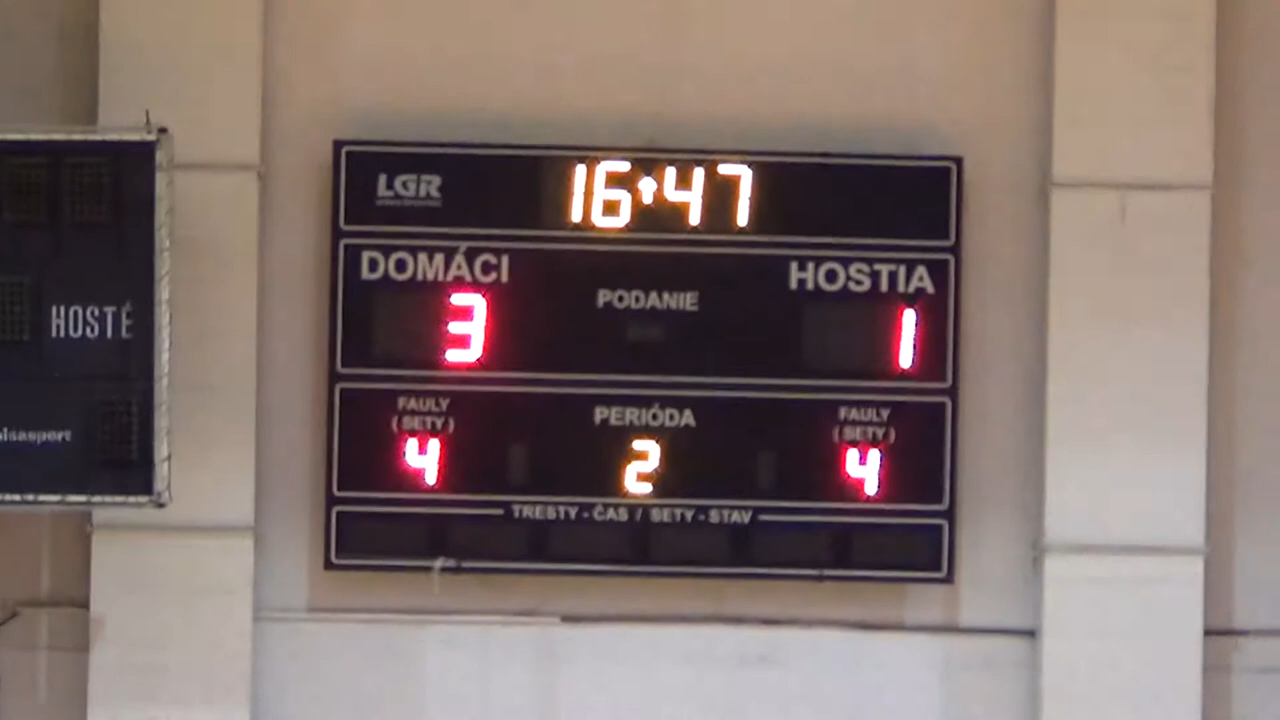 LGR
16:47
DOMÁCI
HOSTIA
PODANIE
3
1
FAULY
(SETY)
PERIÓDA
FAULY
(SETY)
4
2
4
TRESTY - ČAS / SETY - STAV
HOSTÉ